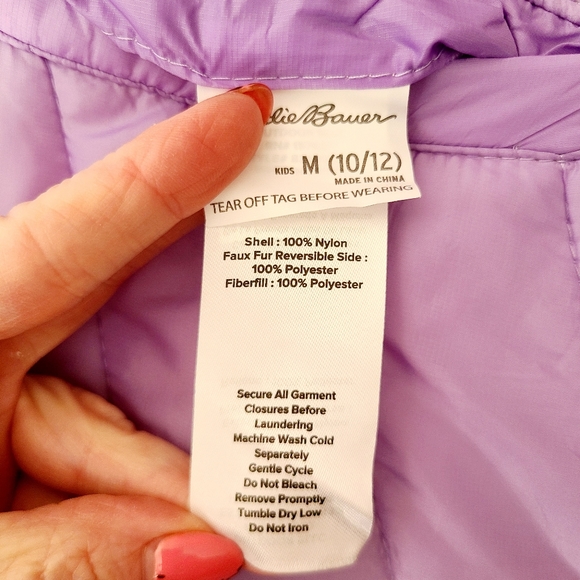 Bauer
KIDS M (10/12)
MADE IN CHINA
TEAR OFF TAG BEFORE WEARING
Shell : 100% Nylon
Faux Fur Reversible Side :
100% Polyester
Fiberfill : 100% Polyester
Secure All Garment
Closures Before
Laundering
Machine Wash Cold
Separately
Gentle Cycle
Do Not Bleach
Remove Promptly
Tumble Dry Low
Do Not Iron